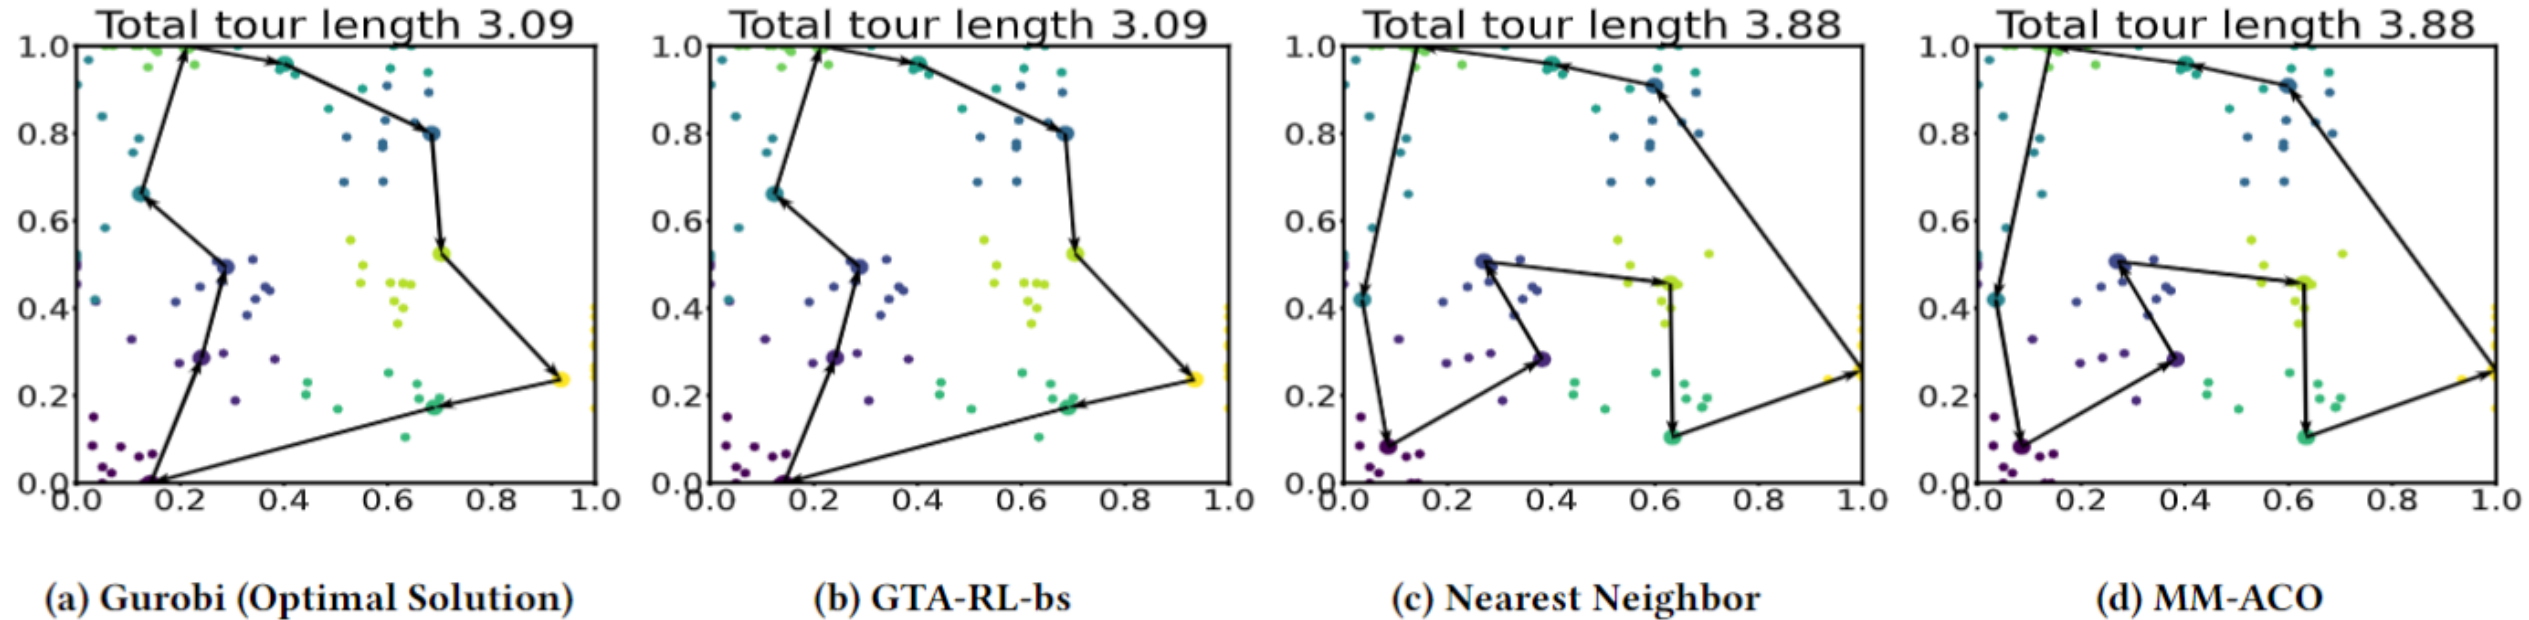 Total tour length 3.09
1.0
0.8
0.6
0.4
0.2
0.0
0.0 0.2 0.4 0.6 0.8 1.0
(a) Gurobi (Optimal Solution)
Total tour length 3.09
1.0
0.8
0.6
0.4
0.2
0.0
0.0 0.2 0.4 0.6 0.8 1.0
(b) GTA-RL-bs
Total tour length 3.88
1.0
0.8
0.6
0.4
0.2
0.0
0.0 0.2 0.4 0.6 0.8 1.0
(c) Nearest Neighbor
Total tour length 3.88
1.0
0.8
0.6
0.4
0.2
0.0
0.0 0.2 0.4 0.6 0.8 1.0
(d) MM-ACO